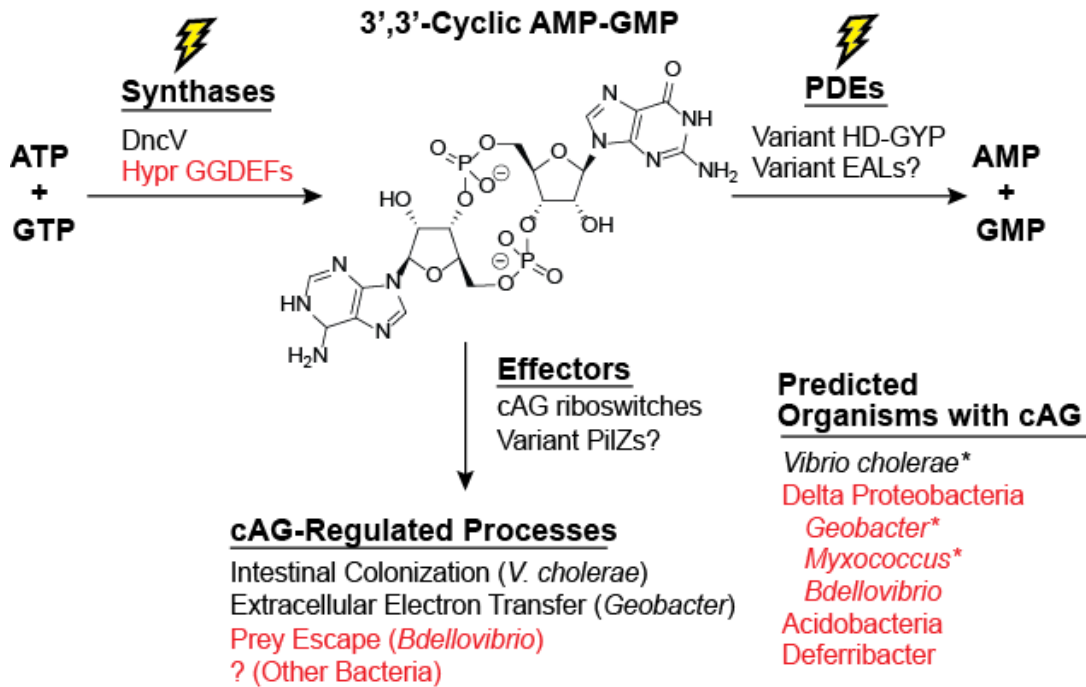 3',3'-Cyclic AMP-GMP
Synthases
DncV
Hypr GGDEFs
ATP
+
GTP
PDEs
Variant HD-GYP
Variant EALs?
AMP
+
GMP
O
N
NH
N
N
NH₂
O
P
O
O
O
⊖
HO
O
OH
O
O
P
O
O
⊖
O
N
N
HN
N
H₂N
Effectors
cAG riboswitches
Variant PilZs?
cAG-Regulated Processes
Intestinal Colonization (V. cholerae)
Extracellular Electron Transfer (Geobacter)
Prey Escape (Bdellovibrio)
? (Other Bacteria)
Predicted
Organisms with cAG
Vibrio cholerae*
Delta Proteobacteria
Geobacter*
Myxococcus*
Bdellovibrio
Acidobacteria
Deferribacter